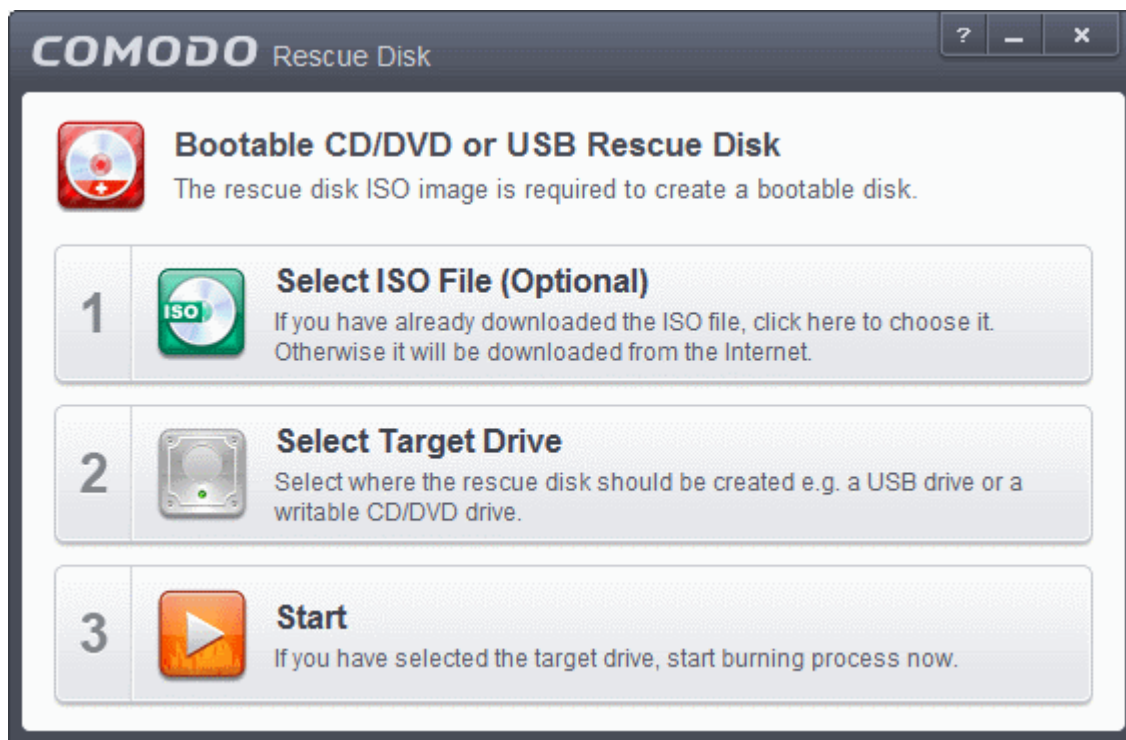 COMODO Rescue Disk
?
Bootable CD/DVD or USB Rescue Disk
The rescue disk ISO image is required to create a bootable disk.
1
ISO
Select ISO File (Optional)
If you have already downloaded the ISO file, click here to choose it.
Otherwise it will be downloaded from the Internet.
2
Select Target Drive
Select where the rescue disk should be created e.g. a USB drive or a
writable CD/DVD drive.
3
Start
If you have selected the target drive, start burning process now.